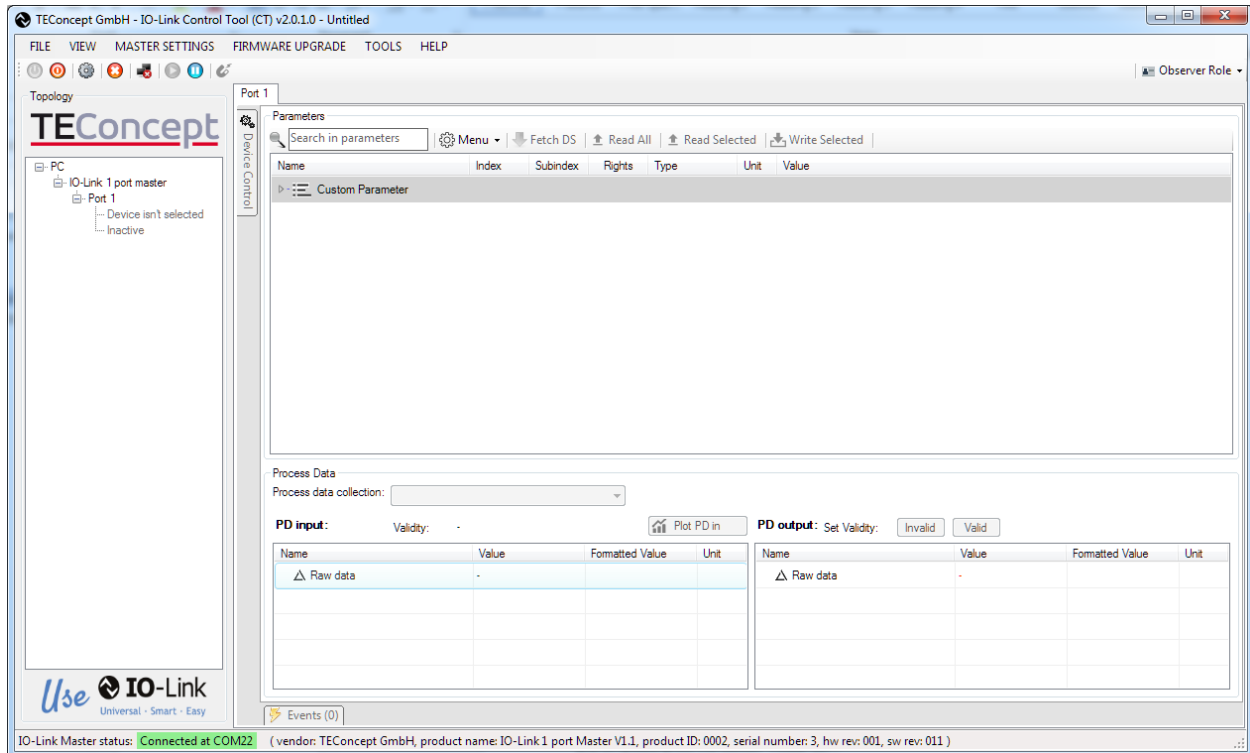 TEConcept GmbH - IO-Link Control Tool (CT) v2.0.1.0 - Untitled
FILE VIEW MASTER SETTINGS FIRMWARE UPGRADE TOOLS HELP
Observer Role
Topology
TEConcept
PC
IO-Link 1 port master
Port 1
Device isn't selected
Inactive
Use IO-Link
Universal - Smart - Easy
Port 1
Device Control
Parameters
Search in parameters Menu Fetch DS Read All Read Selected Write Selected
Name Index Subindex Rights Type Unit Value
Custom Parameter
Process Data
Process data collection:
PD input: Validity: - Plot PD in
Name Value Formatted Value Unit
Raw data -
PD output: Set Validity: Invalid Valid
Name Value Formatted Value Unit
Raw data -
Events (0)
IO-Link Master status: Connected at COM22 ( vendor: TEConcept GmbH, product name: IO-Link 1 port Master V1.1, product ID: 0002, serial number: 3, hw rev: 001, sw rev: 011 )